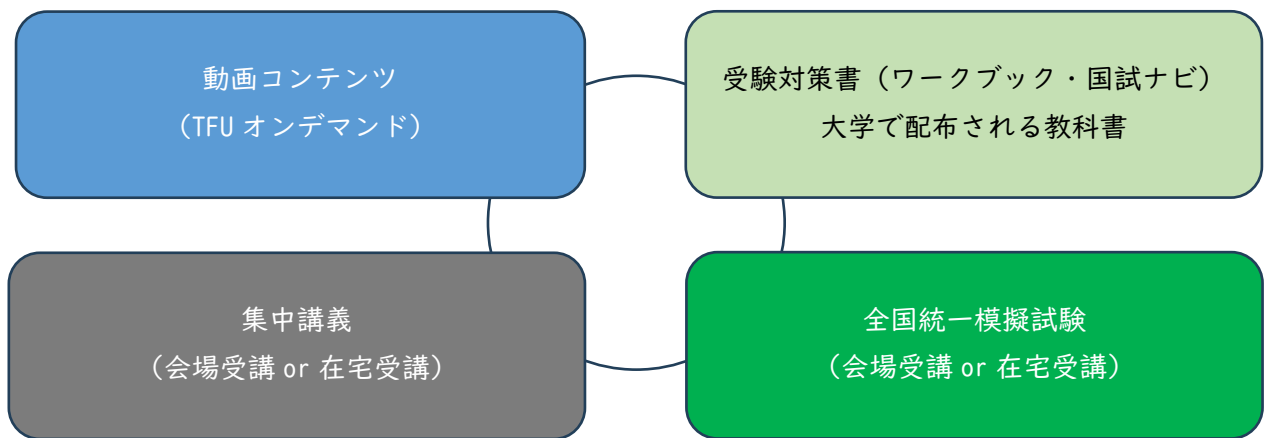 動画コンテンツ
（TFU オンデマンド）
受験対策書（ワークブック・国試ナビ）
大学で配布される教科書
集中講義
（会場受講 or 在宅受講）
全国統一模擬試験
（会場受講 or 在宅受講）